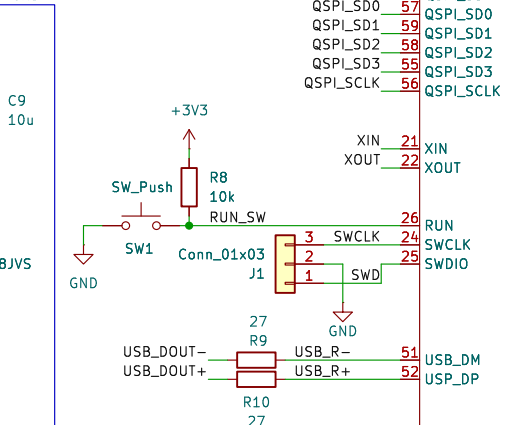 QSPI_SD0 57 QSPI_SD0
QSPI_SD1 59 QSPI_SD1
QSPI_SD2 58 QSPI_SD2
QSPI_SD3 55 QSPI_SD3
QSPI_SCLK 56 QSPI_SCLK
C9
10u
+3V3
XIN 21 XIN
XOUT 22 XOUT
R8
10k
SW_Push
RUN_SW 26 RUN
SW1
Conn_01x03
J1
3 SWCLK 24 SWCLK
2 25 SWDIO
1 SWD
8JVS
GND
GND
27
R9
USB_DOUT- USB_R- 51 USB_DM
USB_DOUT+ USB_R+ 52 USP_DP
R10
27